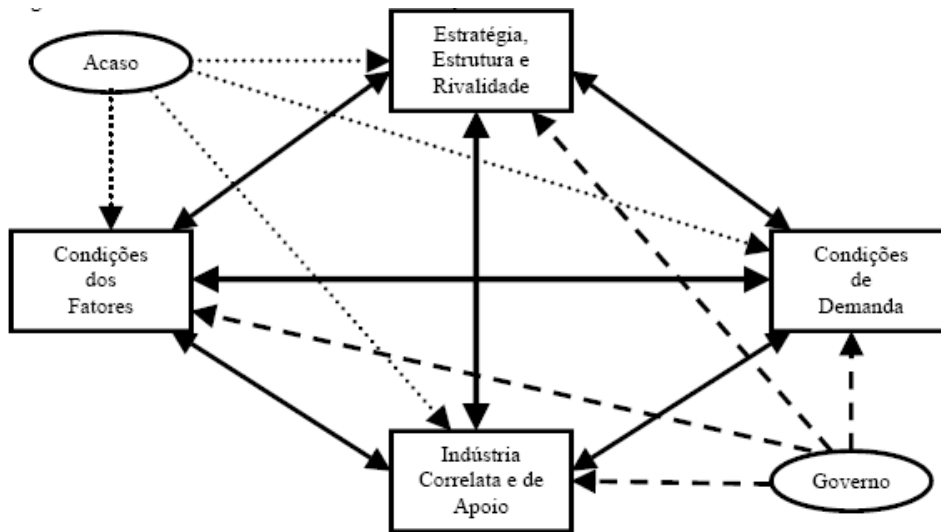 Acaso
Estratégia,
Estrutura e
Rivalidade
Condições
dos
Fatores
Condições
de
Demanda
Indústria
Correlata e de
Apoio
Governo